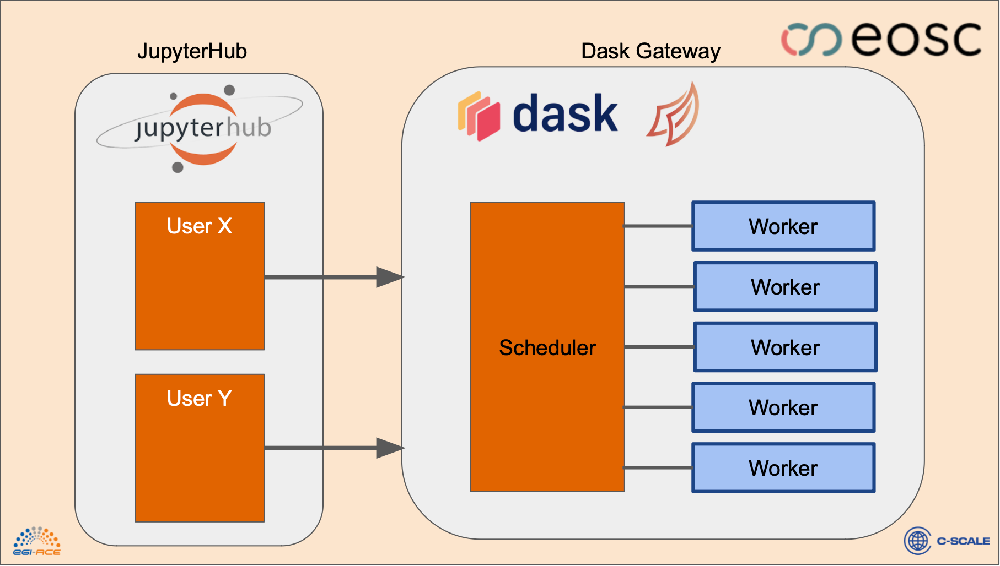 eosc
JupyterHub
Dask Gateway
jupyterhub
dask
User X
User Y
Scheduler
Worker
Worker
Worker
Worker
Worker
EGI-ACE
C-SCALE